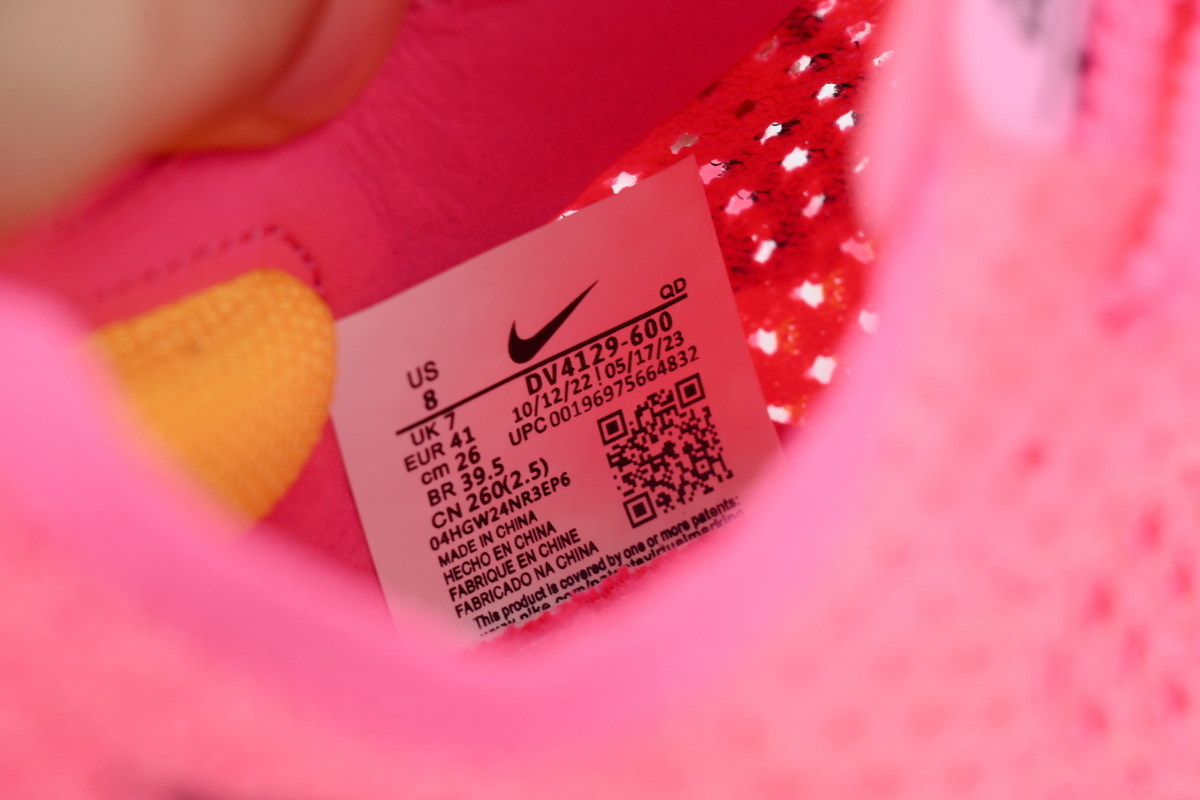 QD
US
8
DV4129-600
10/12/22 | 05/17/23
UPC 00196975664832
UK 7
EUR 41
cm 26
BR 39.5
CN 260(2.5)
04HGW24NR3EP6
MADE IN CHINA
HECHO EN CHINA
FABRIQUE EN CHINE
FABRICADO NA CHINA
This product is covered by one or more patents: